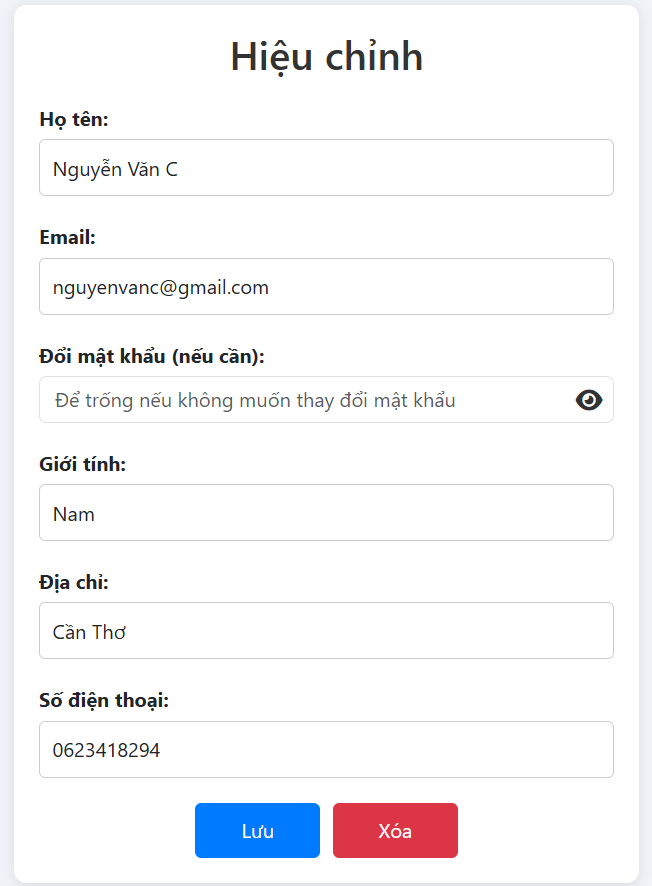 Hiệu chỉnh
Họ tên:
Nguyễn Văn C
Email:
nguyenvanc@gmail.com
Đổi mật khẩu (nếu cần):
Để trống nếu không muốn thay đổi mật khẩu
Giới tính:
Nam
Địa chỉ:
Cần Thơ
Số điện thoại:
0623418294
Lưu Xóa